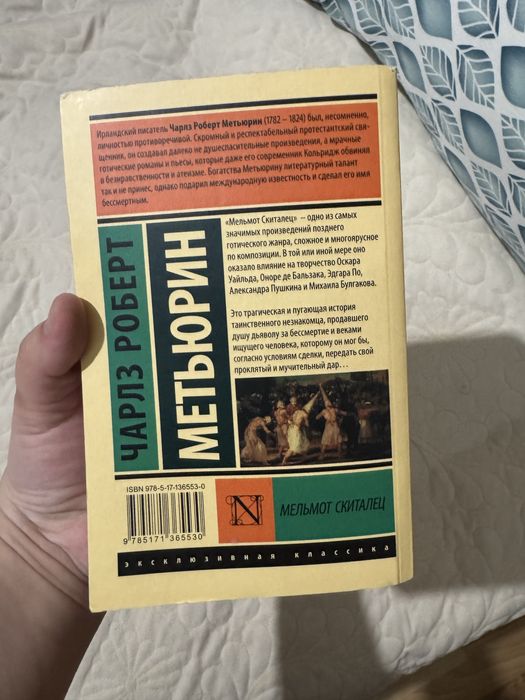 Ирландский писатель Чарлз Роберт Метьюрин (1782 – 1824) был, несомненно,
личностью противоречивой. Скромный и респектабельный протестантский свя-
щенник, он создавал далеко не душеспасительные произведения, а мрачные
готические романы и пьесы, которые даже его современник Кольридж обвинял
в безнравственности и атеизме. Богатства Метьюрину литературный талант
так и не принес, однако подарил международную известность и сделал его имя
бессмертным.
ЧАРЛЗ РОБЕРТ
МЕТЬЮРИН
«Мельмот Скиталец» – одно из самых
значимых произведений позднего
готического жанра, сложное и многоярусное
по композиции. В той или иной мере оно
оказало влияние на творчество Оскара
Уайльда, Оноре де Бальзака, Эдгара По,
Александра Пушкина и Михаила Булгакова.
Это трагическая и пугающая история
таинственного незнакомца, продавшего
душу дьяволу за бессмертие и веками
ищущего человека, которому он мог бы,
согласно условиям сделки, передать свой
проклятый и мучительный дар…
ISBN 978-5-17-136553-0
9 785171 365530
N
МЕЛЬМОТ СКИТАЛЕЦ
эксклюзивная классика